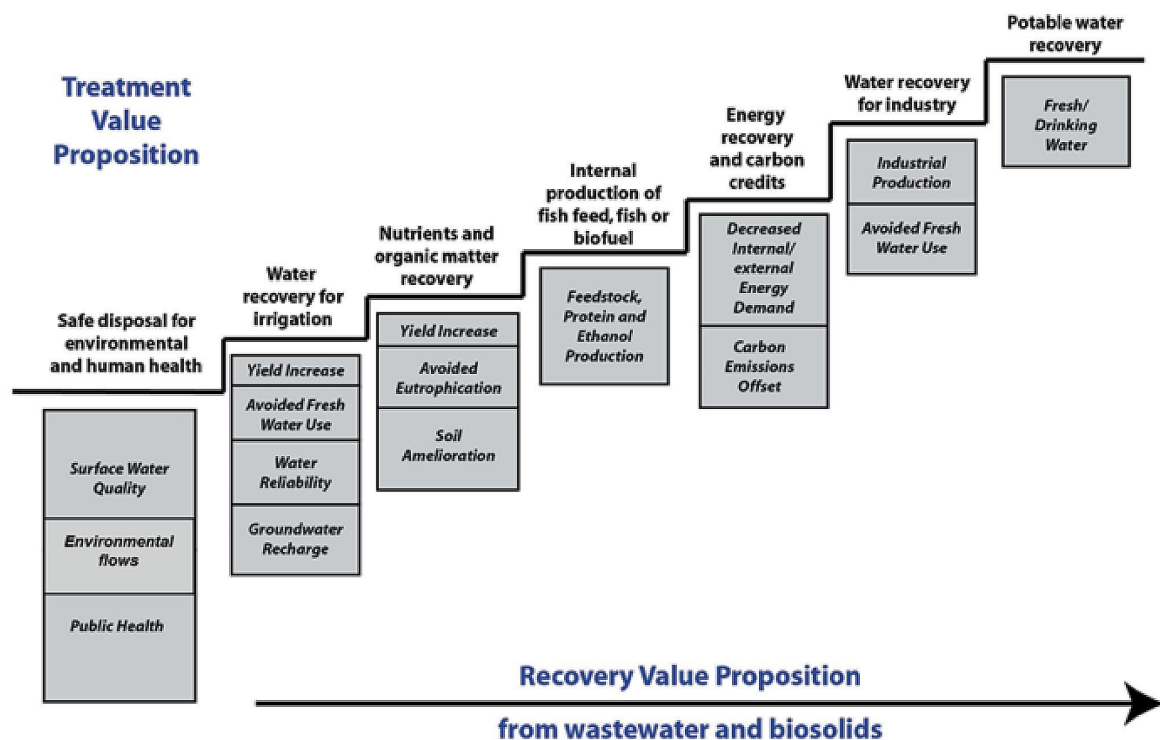 Treatment
Value
Proposition
Safe disposal for
environmental
and human health
Surface Water
Quality
Environmental
flows
Public Health
Water
recovery for
irrigation
Yield Increase
Avoided Fresh
Water Use
Water
Reliability
Groundwater
Recharge
Nutrients and
organic matter
recovery
Yield Increase
Avoided
Eutrophication
Soil
Amelioration
Internal
production of
fish feed, fish or
biofuel
Feedstock,
Protein and
Ethanol
Production
Energy
recovery
and carbon
credits
Decreased
Internal/
external
Energy
Demand
Carbon
Emissions
Offset
Water recovery
for industry
Industrial
Production
Avoided Fresh
Water Use
Potable water
recovery
Fresh/
Drinking
Water
Recovery Value Proposition
from wastewater and biosolids